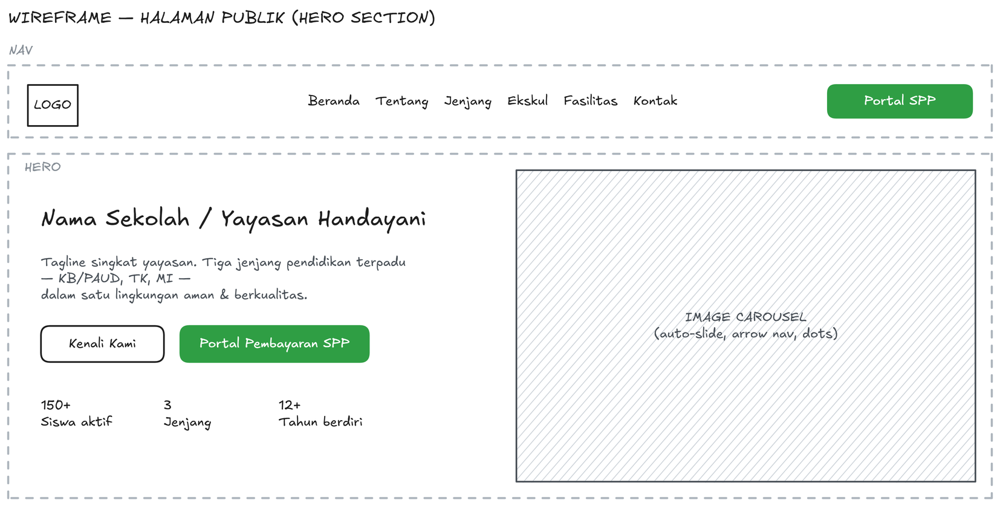 WIREFRAME — HALAMAN PUBLIK (HERO SECTION)
NAV
LOGO
Beranda Tentang Jenjang Ekskul Fasilitas Kontak
Portal SPP
HERO
Nama Sekolah / Yayasan Handayani
Tagline singkat yayasan. Tiga jenjang pendidikan terpadu
— KB/PAUD, TK, MI —
dalam satu lingkungan aman & berkualitas.
Kenali Kami
Portal Pembayaran SPP
150+
Siswa aktif
3
Jenjang
12+
Tahun berdiri
IMAGE CAROUSEL
(auto-slide, arrow nav, dots)